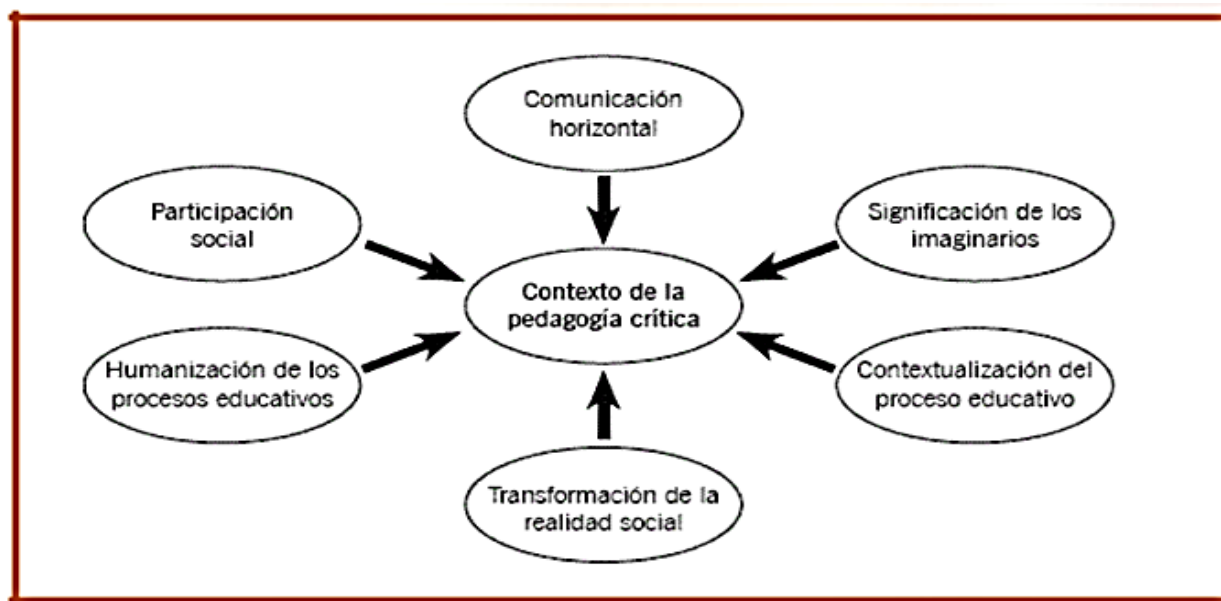 Comunicación
horizontal
Participación
social
Significación de los
imaginarios
Contexto de la
pedagogía crítica
Humanización de los
procesos educativos
Contextualización del
proceso educativo
Transformación de la
realidad social